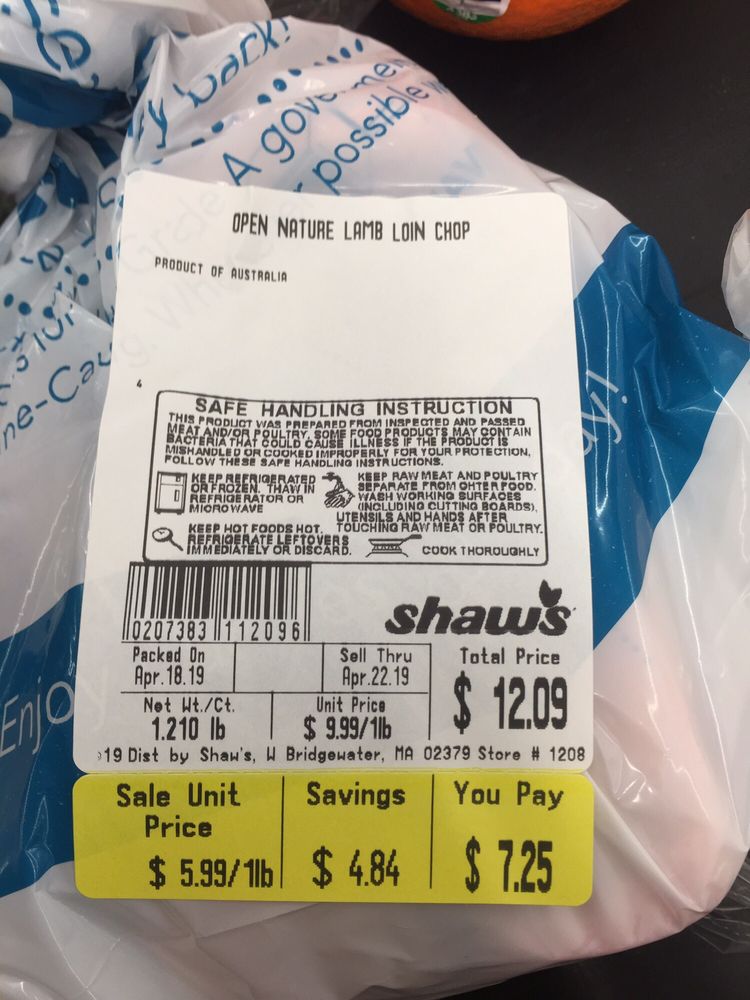 y back!
A gove
possible
OPEN NATURE LAMB LOIN CHOP
PRODUCT OF AUSTRALIA
4
SAFE HANDLING INSTRUCTION
THIS PRODUCT WAS PREPARED FROM INSPECTED AND PASSED
MEAT AND/OR POULTRY. SOME FOOD PRODUCTS MAY CONTAIN
BACTERIA THAT COULD CAUSE ILLNESS IF THE PRODUCT IS
MISHANDLED OR COOKED IMPROPERLY FOR YOUR PROTECTION,
FOLLOW THESE SAFE HANDLING INSTRUCTIONS.
KEEP REFRIGERATED
OR FROZEN. THAW IN
REFRIGERATOR OR
MICROWAVE
KEEP RAW MEAT AND POULTRY
SEPARATE FROM OHTER FOOD.
WASH WORKING SURFACES
(INCLUDING CUTTING BOARDS),
UTENSILS AND HANDS AFTER
TOUCHING RAW MEAT OR POULTRY.
KEEP HOT FOODS HOT.
REFRIGERATE LEFTOVERS
IMMEDIATELY OR DISCARD.
COOK THOROUGHLY
0207383 112096
shaw's
Packed On
Apr.18.19
Sell Thru
Apr.22.19
Total Price
$ 12.09
Net Wt./Ct.
1.210 lb
Unit Price
$ 9.99/1lb
19 Dist by Shaw's, W Bridgewater, MA 02379 Store # 1208
Sale Unit
Price
$ 5.99/1lb
Savings
$ 4.84
You Pay
$ 7.25
Enjo
ne-Cau